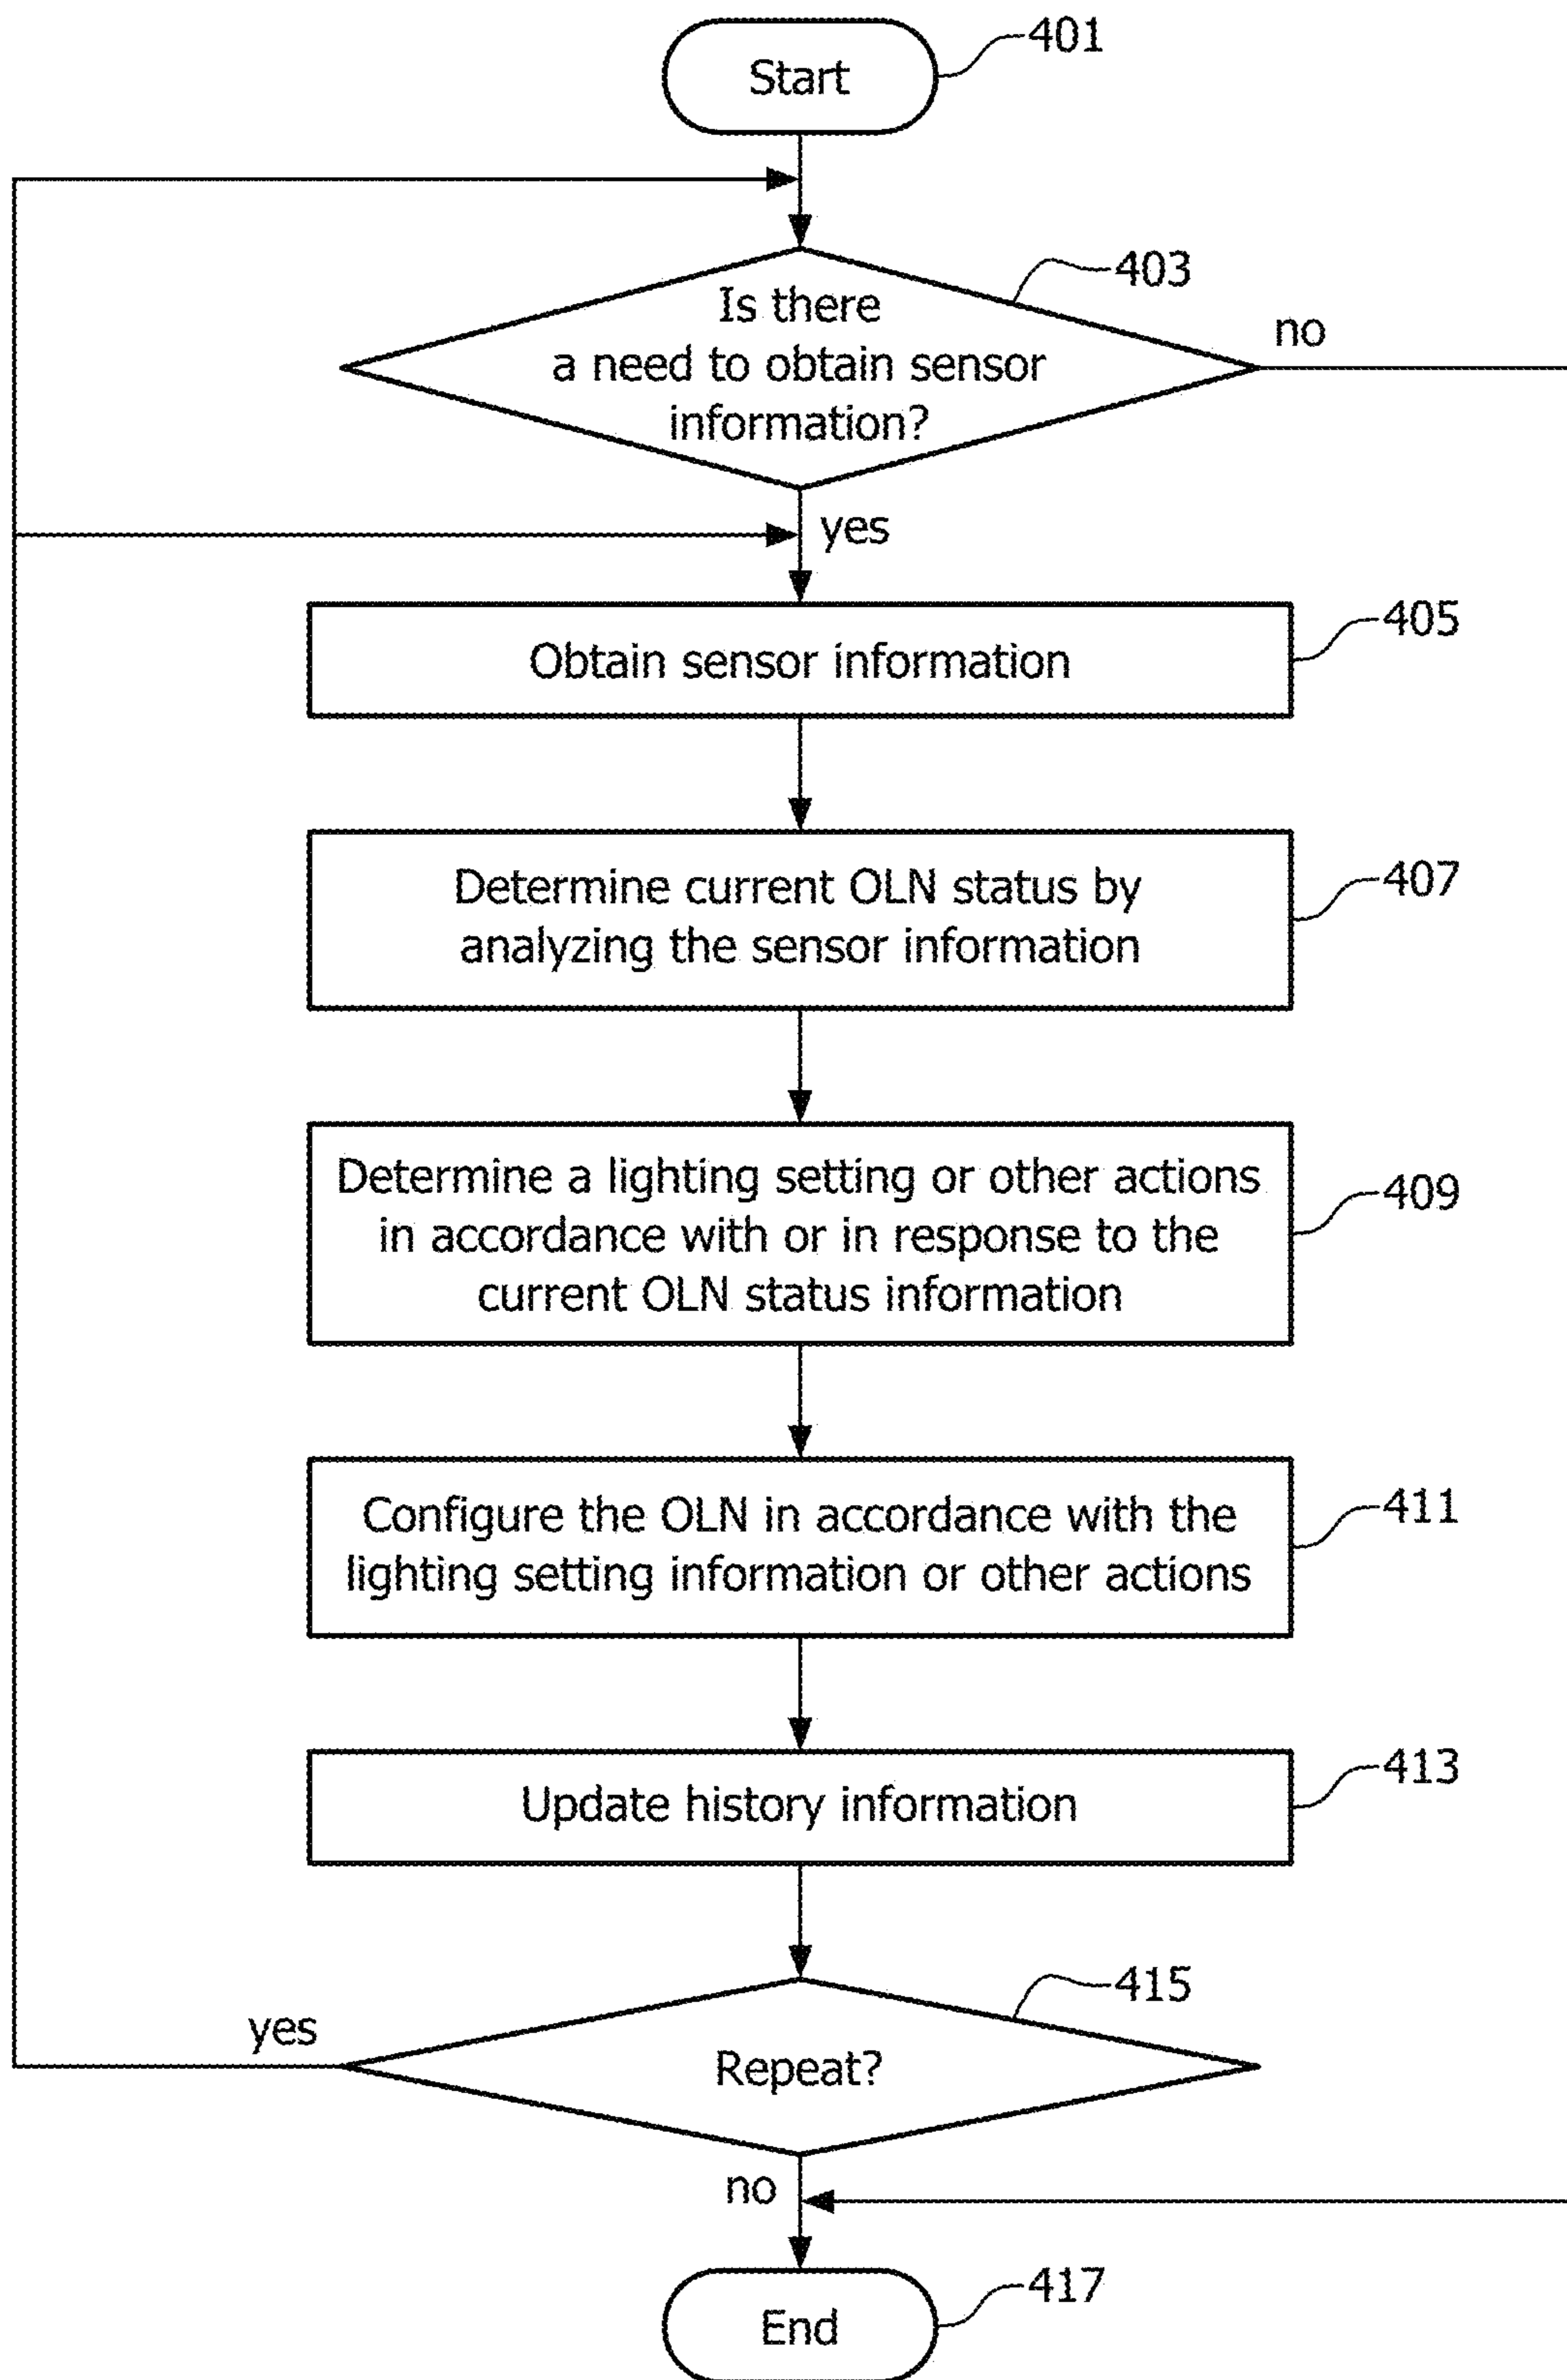 Start
401
403
Is there
a need to obtain sensor
information?
no
yes
Obtain sensor information
405
Determine current OLN status by
analyzing the sensor information
407
Determine a lighting setting or other actions
in accordance with or in response to the
current OLN status information
409
Configure the OLN in accordance with the
lighting setting information or other actions
411
Update history information
413
415
yes
Repeat?
no
End
417